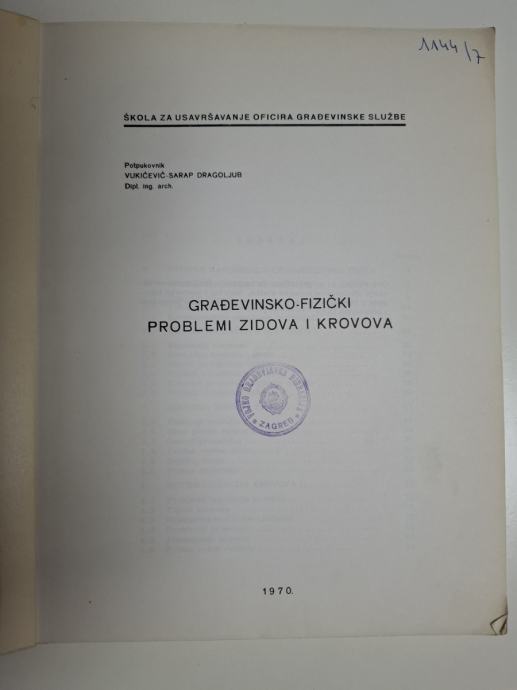 1144/7
ŠKOLA ZA USAVRŠAVANJE OFICIRA GRAĐEVINSKE SLUŽBE
Potpukovnik
VUKIĆEVIĆ-SARAP DRAGOLJUB
Dipl. ing. arch.
GRAĐEVINSKO-FIZIČKI
PROBLEMI ZIDOVA I KROVOVA
ZAGREB
1970.